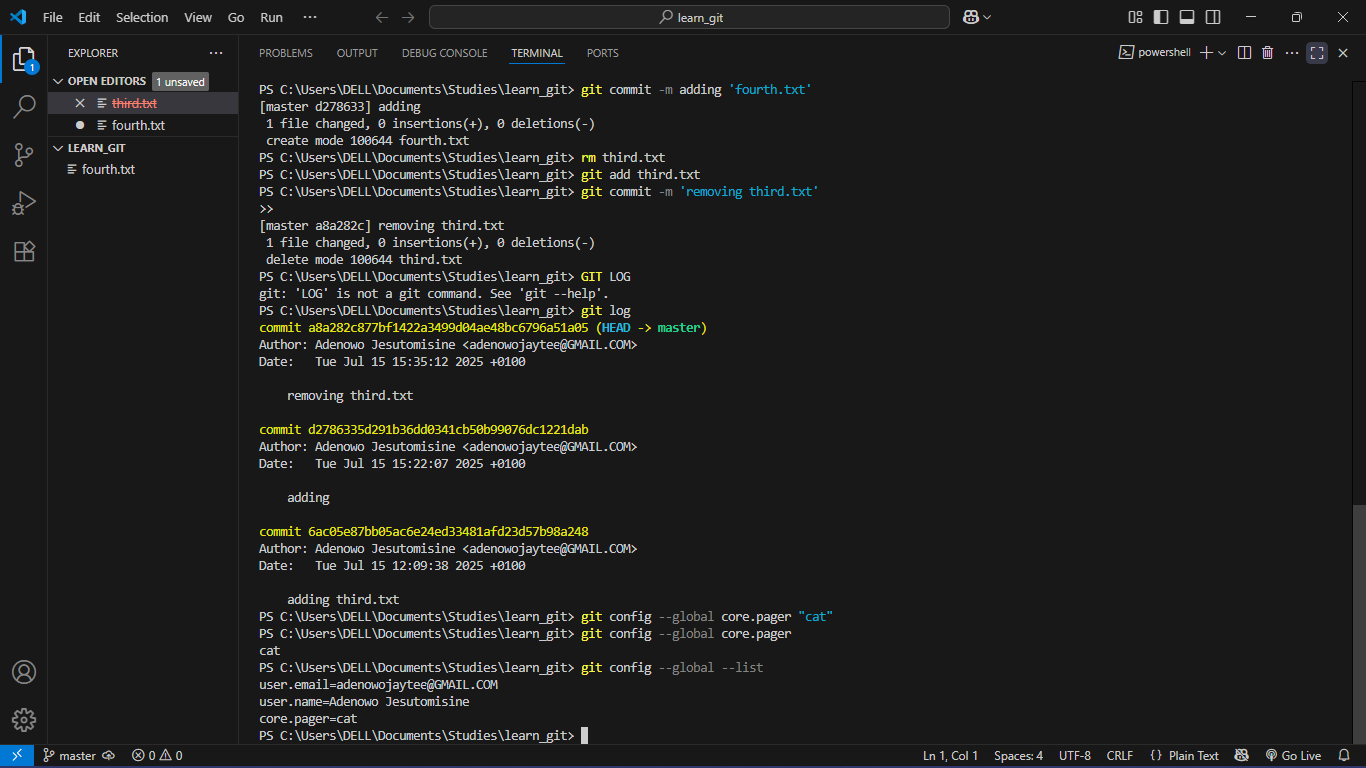 File Edit Selection View Go Run ··· learn_git
EXPLORER ···
OPEN EDITORS 1 unsaved
third.txt
fourth.txt
LEARN_GIT
fourth.txt
PROBLEMS OUTPUT DEBUG CONSOLE TERMINAL PORTS powershell
PS C:\Users\DELL\Documents\Studies\learn_git> git commit -m adding 'fourth.txt'
[master d278633] adding
1 file changed, 0 insertions(+), 0 deletions(-)
create mode 100644 fourth.txt
PS C:\Users\DELL\Documents\Studies\learn_git> rm third.txt
PS C:\Users\DELL\Documents\Studies\learn_git> git add third.txt
PS C:\Users\DELL\Documents\Studies\learn_git> git commit -m 'removing third.txt'
>>
[master a8a282c] removing third.txt
1 file changed, 0 insertions(+), 0 deletions(-)
delete mode 100644 third.txt
PS C:\Users\DELL\Documents\Studies\learn_git> GIT LOG
git: 'LOG' is not a git command. See 'git --help'.
PS C:\Users\DELL\Documents\Studies\learn_git> git log
commit a8a282c877bf1422a3499d04ae48bc6796a51a05 (HEAD -> master)
Author: Adenowo Jesutomisine <adenowojaytee@GMAIL.COM>
Date:   Tue Jul 15 15:35:12 2025 +0100
removing third.txt
commit d2786335d291b36dd0341cb50b99076dc1221dab
Author: Adenowo Jesutomisine <adenowojaytee@GMAIL.COM>
Date:   Tue Jul 15 15:22:07 2025 +0100
adding
commit 6ac05e87bb05ac6e24ed33481afd23d57b98a248
Author: Adenowo Jesutomisine <adenowojaytee@GMAIL.COM>
Date:   Tue Jul 15 12:09:38 2025 +0100
adding third.txt
PS C:\Users\DELL\Documents\Studies\learn_git> git config --global core.pager "cat"
PS C:\Users\DELL\Documents\Studies\learn_git> git config --global core.pager
cat
PS C:\Users\DELL\Documents\Studies\learn_git> git config --global --list
user.email=adenowojaytee@GMAIL.COM
user.name=Adenowo Jesutomisine
core.pager=cat
PS C:\Users\DELL\Documents\Studies\learn_git>
1
master 0 0 Ln 1, Col 1 Spaces: 4 UTF-8 CRLF {} Plain Text Go Live